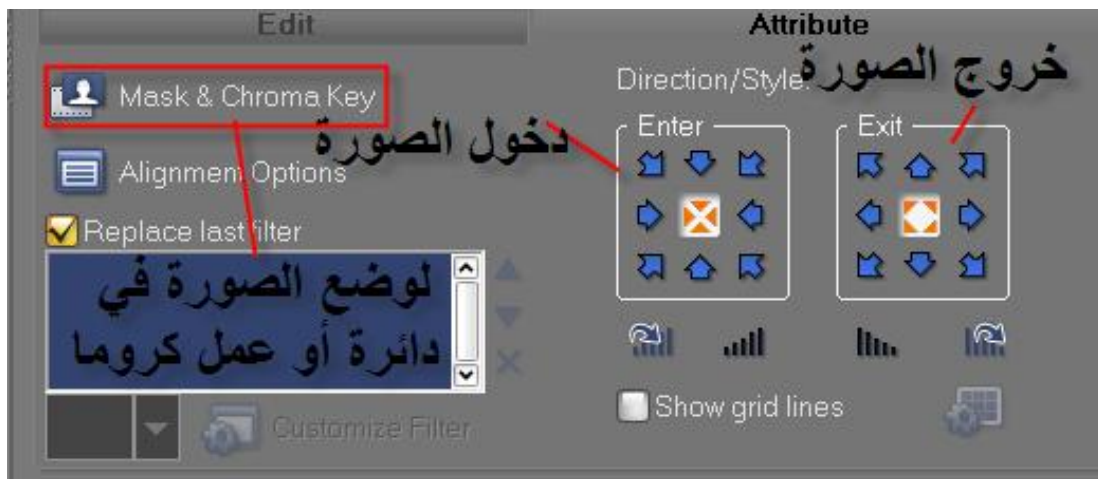 Edit
Attribute
Mask & Chroma Key
Direction/Style:
خروج الصورة
Enter
Exit
دخول الصورة
Alignment Options
Replace last filter
لوضع الصورة في
دائرة أو عمل كروما
Show grid lines
Customize Filter